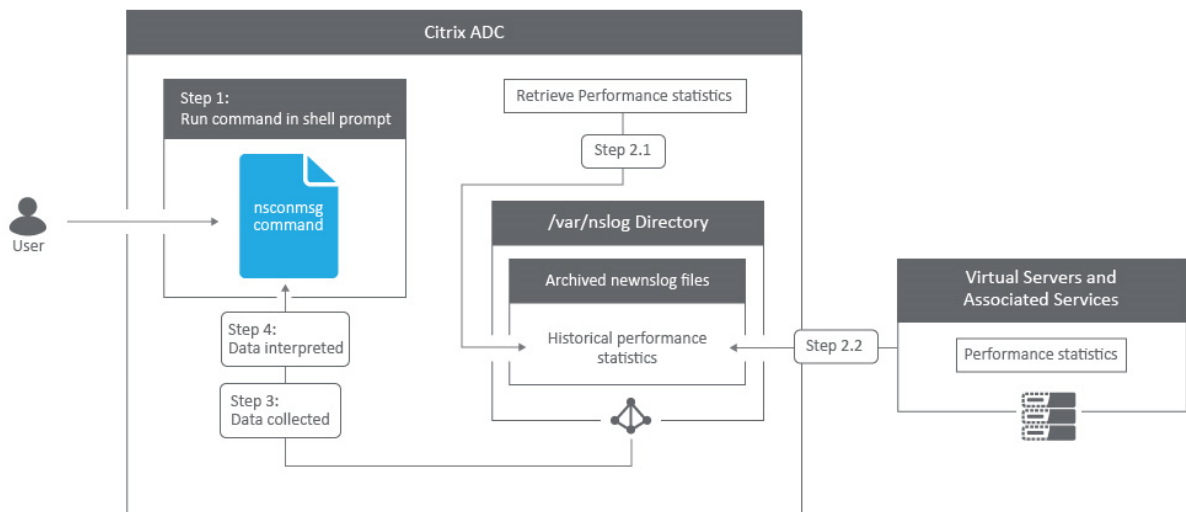 Citrix ADC
Step 1:
Run command in shell prompt
nsconmsg
command
User
Step 4:
Data interpreted
Step 3:
Data collected
Retrieve Performance statistics
Step 2.1
/var/nslog Directory
Archived newnslog files
Historical performance
statistics
Step 2.2
Virtual Servers and
Associated Services
Performance statistics